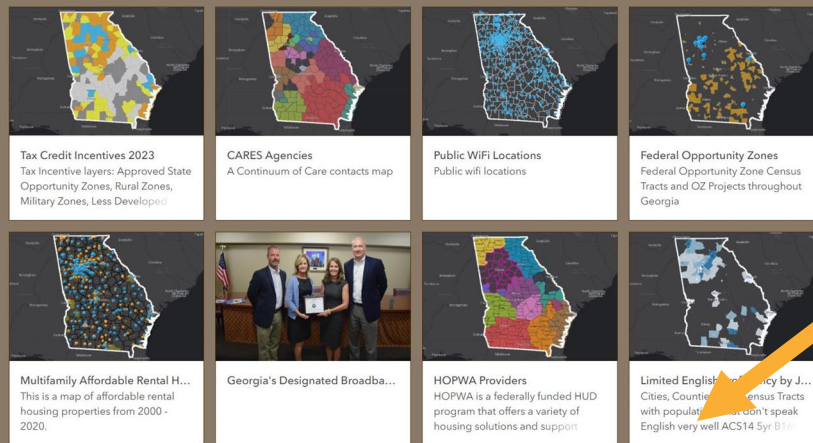 Tax Credit Incentives 2023
Tax Incentive layers: Approved State
Opportunity Zones, Rural Zones,
Military Zones, Less Developed
CARES Agencies
A Continuum of Care contacts map
Public WiFi Locations
Public wifi locations
Federal Opportunity Zones
Federal Opportunity Zone Census
Tracts and OZ Projects throughout
Georgia
Multifamily Affordable Rental H...
This is a map of affordable rental
housing properties from 2000 -
2020.
Georgia's Designated Broadba...
HOPWA Providers
HOPWA is a federally funded HUD
program that offers a variety of
housing solutions and support
Limited English by J...
Cities, Tracts
with don't speak
English very well ACS14 5yr